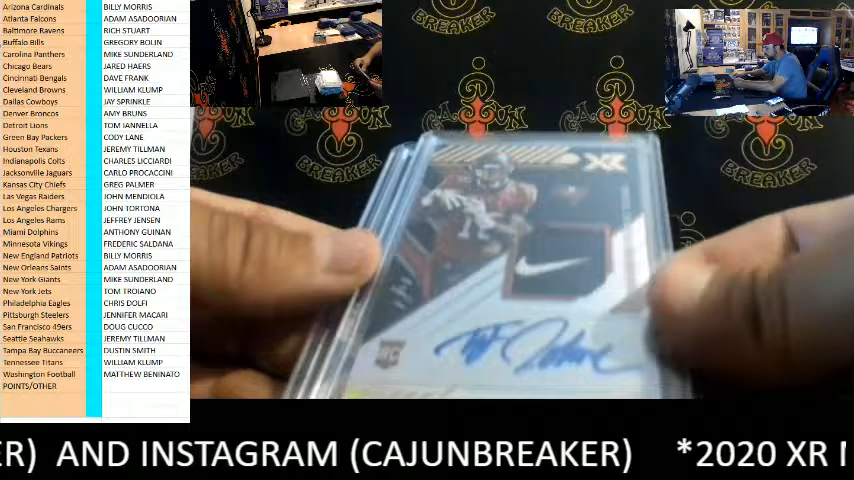 Arizona Cardinals BILLY MORRIS
Atlanta Falcons ADAM ASADOORIAN
Baltimore Ravens RICH STUART
Buffalo Bills GREGORY BOLIN
Carolina Panthers MIKE SUNDERLAND
Chicago Bears JARED HAERS
Cincinnati Bengals DAVE FRANK
Cleveland Browns WILLIAM KLUMP
Dallas Cowboys JAY SPRINKLE
Denver Broncos AMY BRUNS
Detroit Lions TOM IANNELLA
Green Bay Packers CODY LANE
Houston Texans JEREMY TILLMAN
Indianapolis Colts CHARLES LICCIARDI
Jacksonville Jaguars CARLO PROCACCINI
Kansas City Chiefs GREG PALMER
Las Vegas Raiders JOHN MENDIOLA
Los Angeles Chargers JOHN TORTONA
Los Angeles Rams JEFFREY JENSEN
Miami Dolphins ANTHONY GUINAN
Minnesota Vikings FREDERIC SALDANA
New England Patriots BILLY MORRIS
New Orleans Saints ADAM ASADOORIAN
New York Giants MIKE SUNDERLAND
New York Jets TOM TROIANO
Philadelphia Eagles CHRIS DOLFI
Pittsburgh Steelers JENNIFER MACARI
San Francisco 49ers DOUG CUCCO
Seattle Seahawks JEREMY TILLMAN
Tampa Bay Buccaneers DUSTIN SMITH
Tennessee Titans WILLIAM KLUMP
Washington Football MATTHEW BENINATO
POINTS/OTHER
CAJUN
BREAKER
XR
RC
ER) AND INSTAGRAM (CAJUNBREAKER) *2020 XR